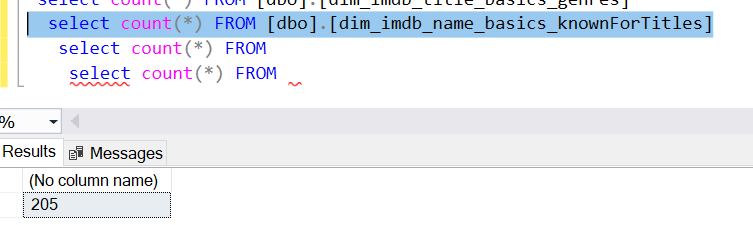 select count(*) FROM [dbo].[dim_imdb_title_basics_genres]
select count(*) FROM [dbo].[dim_imdb_name_basics_knownForTitles]
select count(*) FROM
select count(*) FROM
%
Results Messages
(No column name)
205